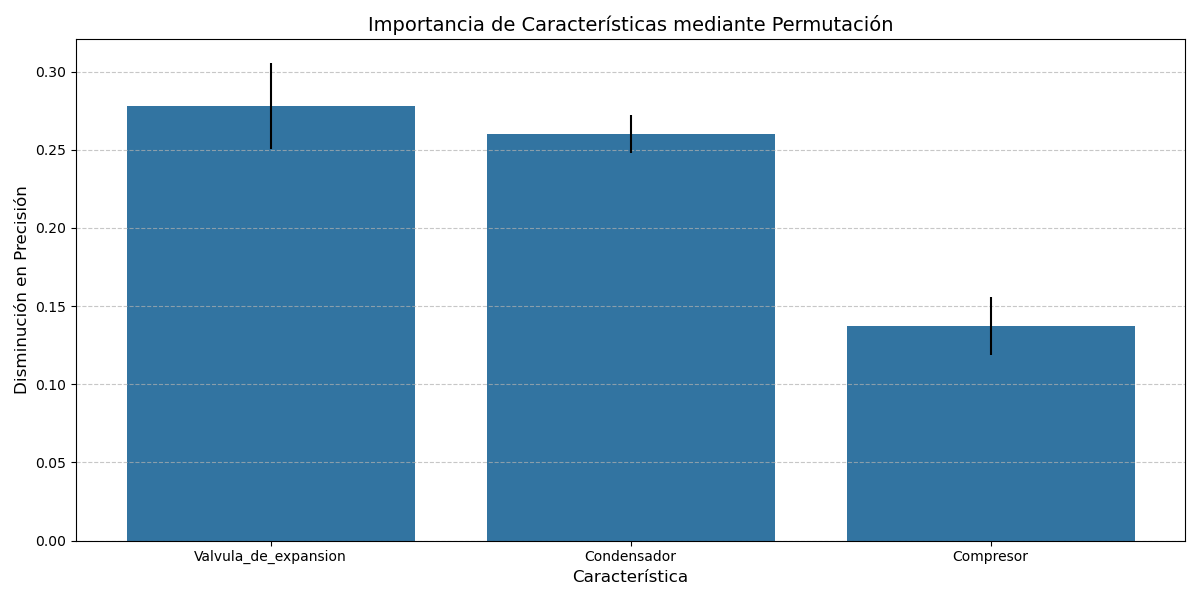 Importancia de Características mediante Permutación
Disminución en Precisión
0.30
0.25
0.20
0.15
0.10
0.05
0.00
Valvula_de_expansion
Condensador
Compresor
Característica